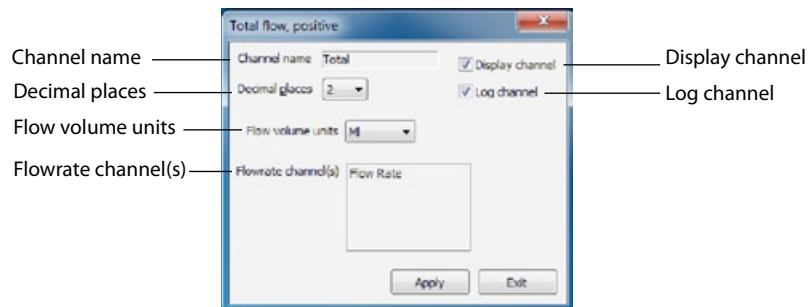 Total flow, positive
Channel name
Channel name Total
Display channel
Display channel
Decimal places
Decimal places 2
Log channel
Log channel
Flow volume units
Flow volume units Ml
Flowrate channel(s)
Flowrate channel(s) Flow Rate
Apply Exit